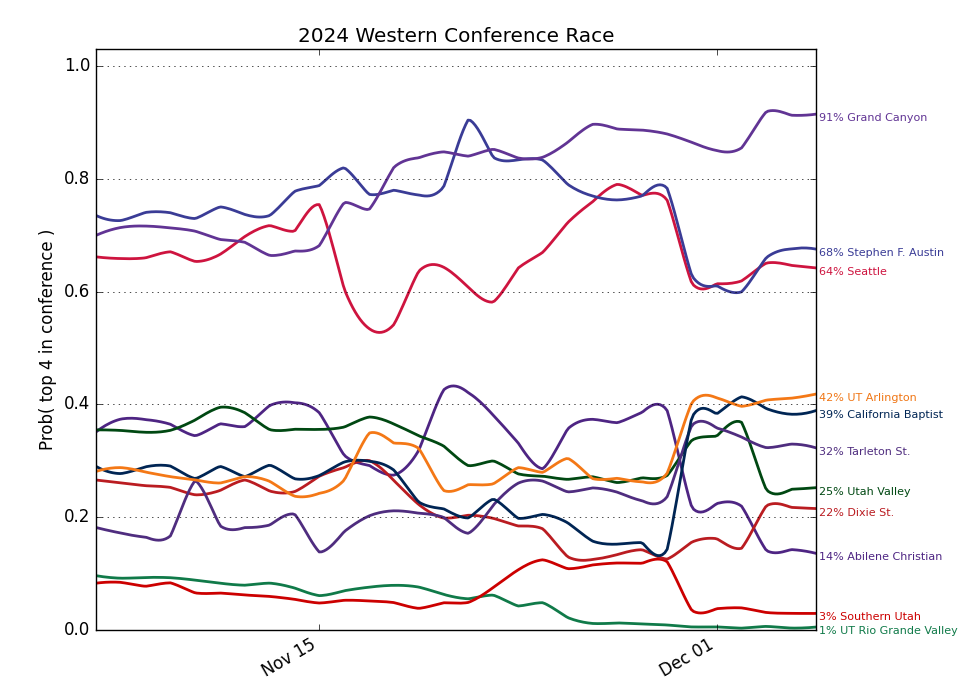 2024 Western Conference Race
Prob( top 4 in conference )
1.0
0.8
0.6
0.4
0.2
0.0
Nov 15
Dec 01
91% Grand Canyon
68% Stephen F. Austin
64% Seattle
42% UT Arlington
39% California Baptist
32% Tarleton St.
25% Utah Valley
22% Dixie St.
14% Abilene Christian
3% Southern Utah
1% UT Rio Grande Valley